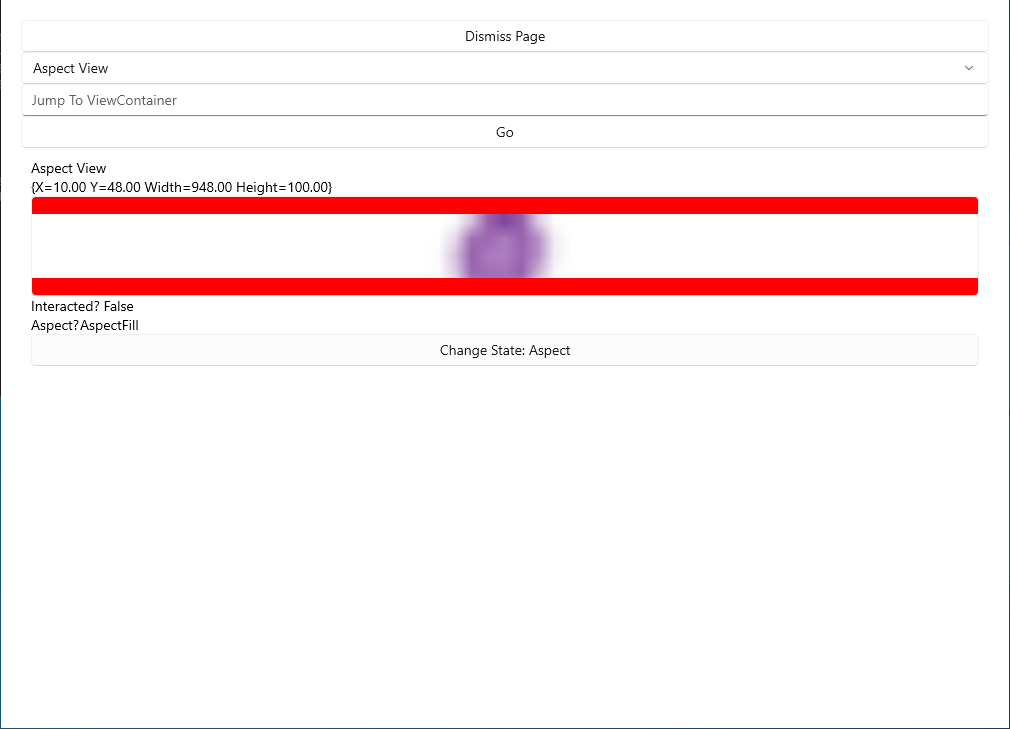 Dismiss Page
Aspect View
Jump To ViewContainer
Go
Aspect View
{X=10.00 Y=48.00 Width=948.00 Height=100.00}
Interacted? False
Aspect?AspectFill
Change State: Aspect